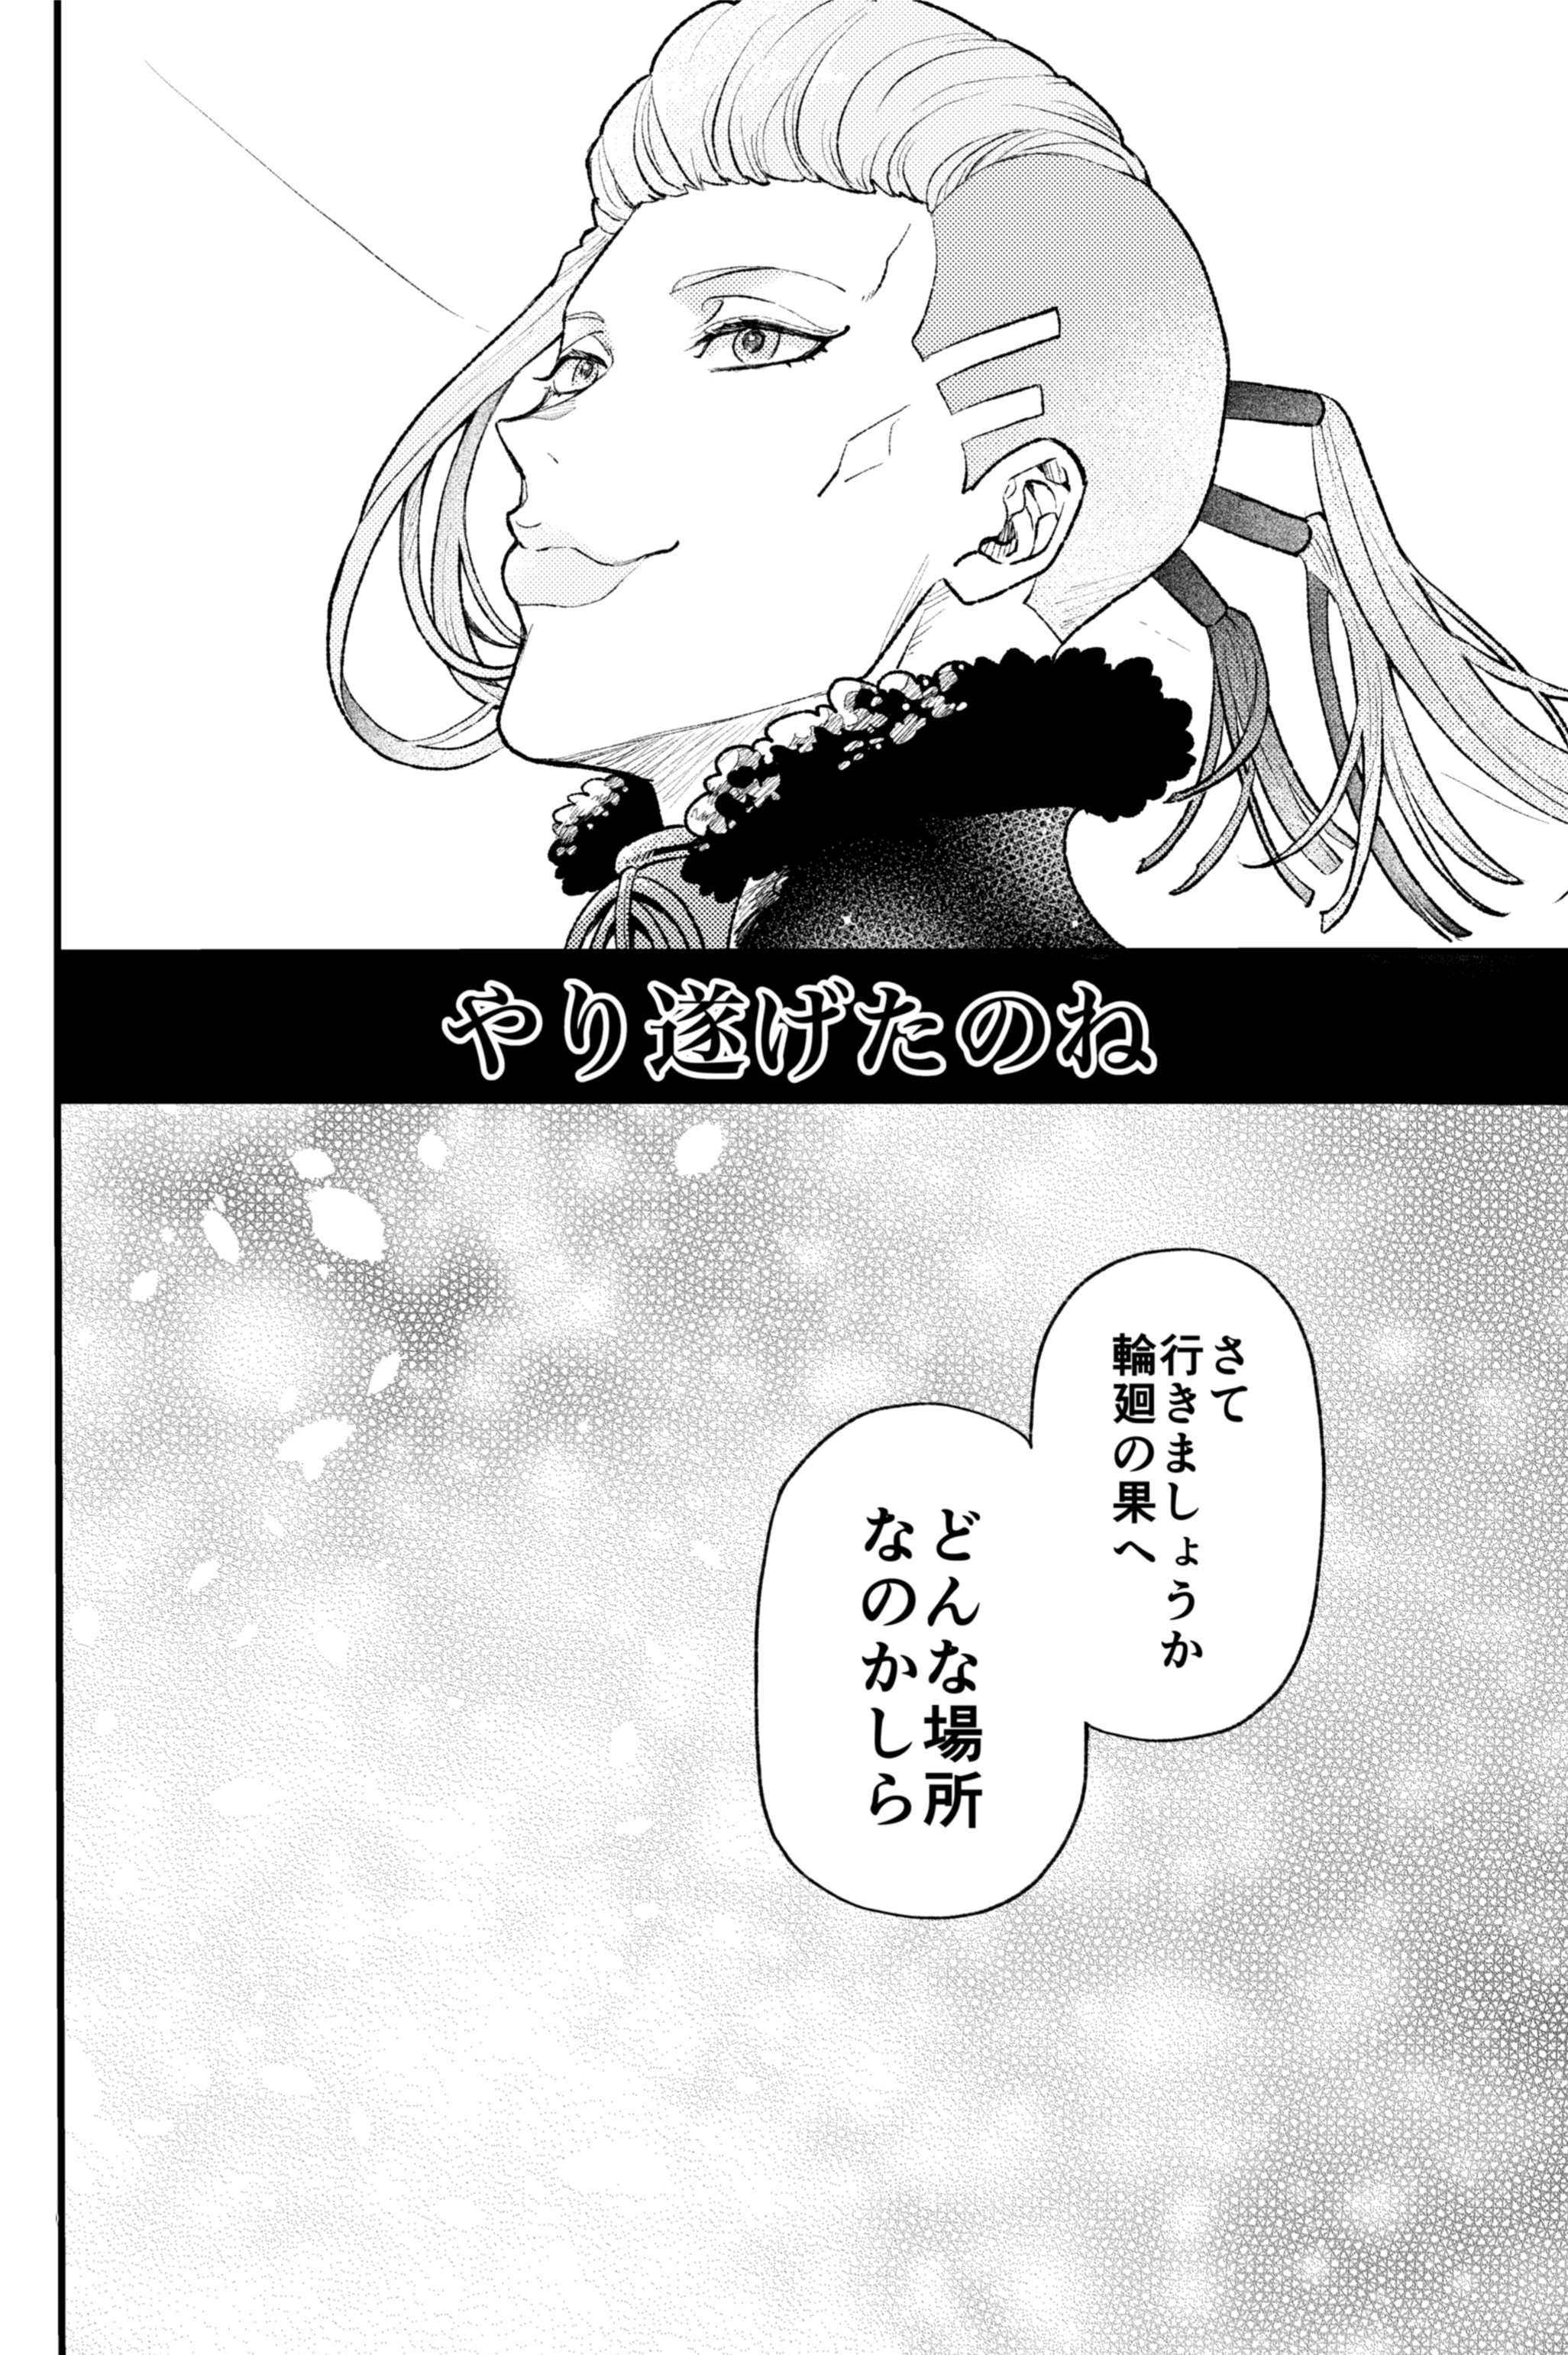 やり遂げたのね
さて
行きましょうか
輪廻の果へ
どんな場所
なのかしら